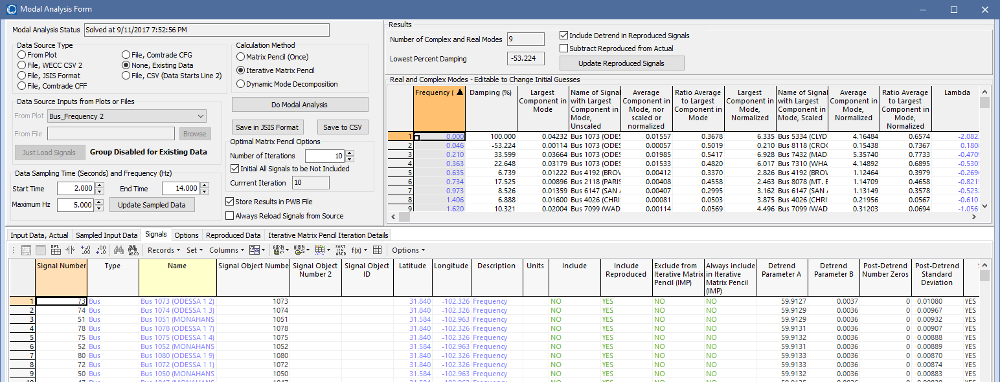 Modal Analysis Form
Modal Analysis Status Solved at 9/11/2017 7:52:56 PM
Data Source Type
From Plot
File, WECC CSV 2
File, JSIS Format
File, Comtrade CFF
File, Comtrade CFG
None, Existing Data
File, CSV (Data Starts Line 2)
Calculation Method
Matrix Pencil (Once)
Iterative Matrix Pencil
Dynamic Mode Decomposition
Data Source Inputs from Plots or Files
From Plot Bus_Frequency 2
From File Browse
Just Load Signals Group Disabled for Existing Data
Do Modal Analysis
Save in JSIS Format Save to CSV
Optimal Matrix Pencil Options
Number of Iterations 10
Initial All Signals to be Not Included
Currrent Iteration 10
Data Sampling Time (Seconds) and Frequency (Hz)
Start Time 2.000 End Time 14.000
Maximum Hz 5.000 Update Sampled Data
Store Results in PWB File
Always Reload Signals from Source
Results
Number of Complex and Real Modes 9
Lowest Percent Damping -53.224
Include Detrend in Reproduced Signals
Subtract Reproduced from Actual
Update Reproduced Signals
Real and Complex Modes - Editable to Change Initial Guesses
Frequency ( Damping (%) Largest Name of Signal Average Ratio Average Largest Name of Signal Average Ratio Average Lambda
Component in with Largest Component in to Largest Component in with Largest Component in to Largest
Mode Component in Mode, nor Component in Mode, Component in Mode, Component in
Mode, scaled or Mode Normalized Mode, Scaled Normalized Mode,
Unscaled normalized Normalized
1 0.000 100.000 0.04232 Bus 1073 (ODES 0.01557 0.3678 6.335 Bus 5334 (CLYD 4.16484 0.6574 -2.082
2 0.046 -53.224 0.00114 Bus 1073 (ODES 0.00057 0.5019 0.210 Bus 8118 (CROC 0.15438 0.7367 0.180
3 0.210 33.599 0.03664 Bus 1073 (ODES 0.01985 0.5417 6.928 Bus 7432 (MAD 5.35740 0.7733 -0.470
4 0.363 22.648 0.03179 Bus 1073 (ODES 0.01533 0.4820 6.017 Bus 7310 (WHA 4.14892 0.6895 -0.530
5 0.635 6.739 0.01222 Bus 4192 (BROV 0.00412 0.3370 2.826 Bus 4192 (BROV 1.12464 0.3979 -0.269
6 0.734 17.525 0.00896 Bus 2118 (PARIS 0.00408 0.4558 2.463 Bus 8078 (MT. E 1.14709 0.4658 -0.821
7 0.973 8.526 0.01359 Bus 6147 (SAN A 0.00407 0.2995 3.162 Bus 6147 (SAN A 1.13149 0.3578 -0.523
8 1.406 6.888 0.01600 Bus 4026 (CHRI 0.00081 0.0503 3.875 Bus 4026 (CHRI 0.21956 0.0567 -0.610
9 1.620 10.321 0.02004 Bus 7099 (WAD 0.00114 0.0569 4.496 Bus 7099 (WAD 0.31203 0.0694 -1.056
Input Data, Actual Sampled Input Data Signals Options Reproduced Data Iterative Matrix Pencil Iteration Details
Records Set Columns f(x) Options
Signal Number Type Name Signal Object Numbe Signal Object Signal Object Latitude Longitude Description Units Include Include Exclude from Always include Detrend Detrend Post-Detrend Post-Detrend
Number 2 ID Reproduced Iterative Matrix in Iterative Parameter A Parameter B Number Zeros Standard
Pencil (IMP) Matrix Pencil Deviation
(IMP)
1 73 Bus Bus 1073 (ODESSA 1 2) 1073 31.840 -102.326 Frequency NO YES NO NO 59.9127 0.0037 0 0.01080 YES
2 74 Bus Bus 1074 (ODESSA 1 3) 1074 31.840 -102.326 Frequency NO YES NO NO 59.9129 0.0036 0 0.00967 YES
3 51 Bus Bus 1051 (MONAHANS 1051 31.584 -102.963 Frequency NO YES NO NO 59.9129 0.0036 0 0.00932 YES
4 78 Bus Bus 1078 (ODESSA 1 7) 1078 31.840 -102.326 Frequency NO YES NO NO 59.9131 0.0036 0 0.00907 YES
5 75 Bus Bus 1075 (ODESSA 1 4) 1075 31.840 -102.326 Frequency NO YES NO NO 59.9132 0.0036 0 0.00888 YES
6 52 Bus Bus 1052 (MONAHANS 1052 31.584 -102.963 Frequency NO YES NO NO 59.9131 0.0036 0 0.00889 YES
7 80 Bus Bus 1080 (ODESSA 1 9) 1080 31.840 -102.326 Frequency NO YES NO NO 59.9133 0.0036 0 0.00870 YES
8 72 Bus Bus 1072 (ODESSA 1 1) 1072 31.840 -102.326 Frequency NO YES NO NO 59.9133 0.0036 0 0.00874 YES
9 50 Bus Bus 1050 (MONAHANS 1050 31.584 -102.963 Frequency NO YES NO NO 59.9132 0.0036 0 0.00883 YES